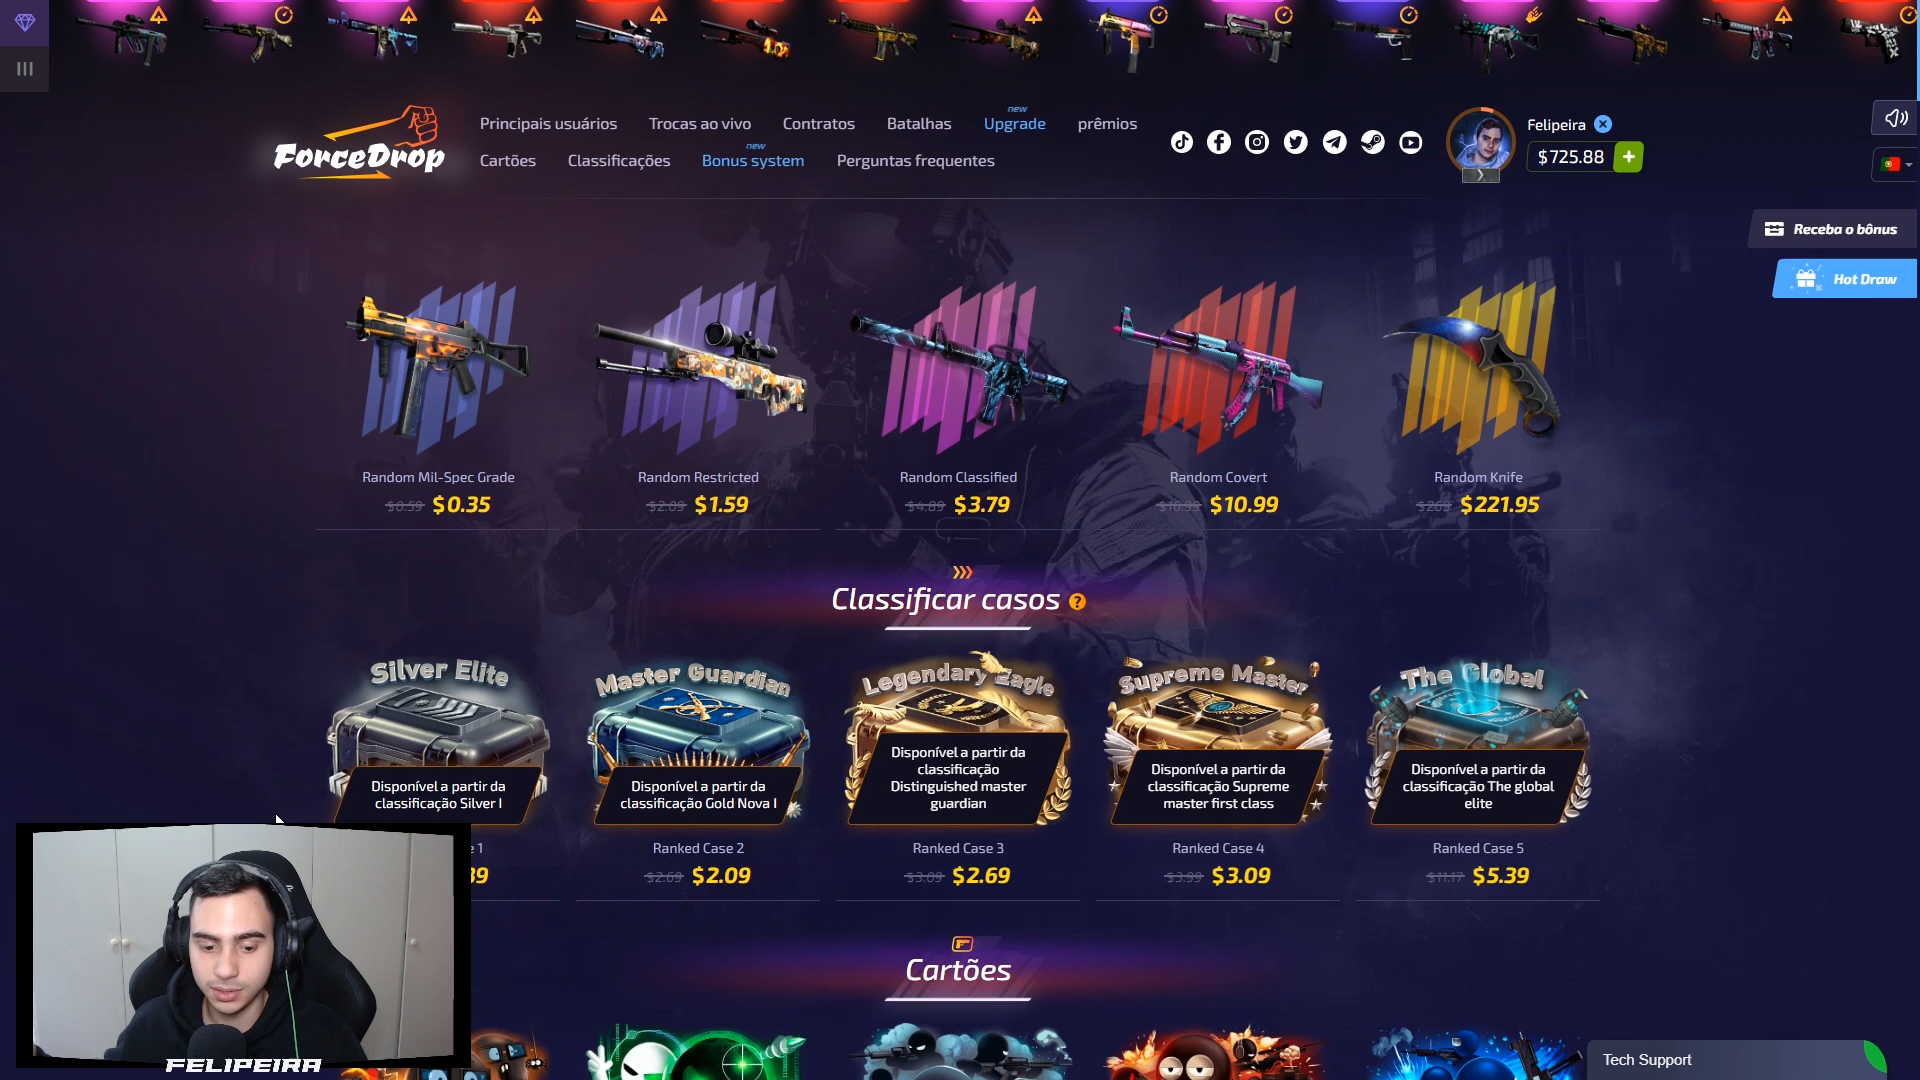 ForceDrop
Principais usuários
Trocas ao vivo
Contratos
Batalhas
new
Upgrade
prêmios
Cartões
Classificações
new
Bonus system
Perguntas frequentes
Felipeira
$725.88
Receba o bônus
Hot Draw
Random Mil-Spec Grade
$0.59 $0.35
Random Restricted
$2.09 $1.59
Random Classified
$4.89 $3.79
Random Covert
$10.99
Random Knife
$269 $221.95
Classificar casos ?
Silver Elite
Disponível a partir da
classificação Silver I
Master Guardian
Disponível a partir da
classificação Gold Nova I
Legendary Eagle
Disponível a partir da
classificação
Distinguished master
guardian
Supreme Master
Disponível a partir da
classificação Supreme
master first class
The Global
Disponível a partir da
classificação The global
elite
1
39
Ranked Case 2
$2.69 $2.09
Ranked Case 3
$3.09 $2.69
Ranked Case 4
$3.99 $3.09
Ranked Case 5
$11.17 $5.39
Cartões
FELIPEIRA
Tech Support